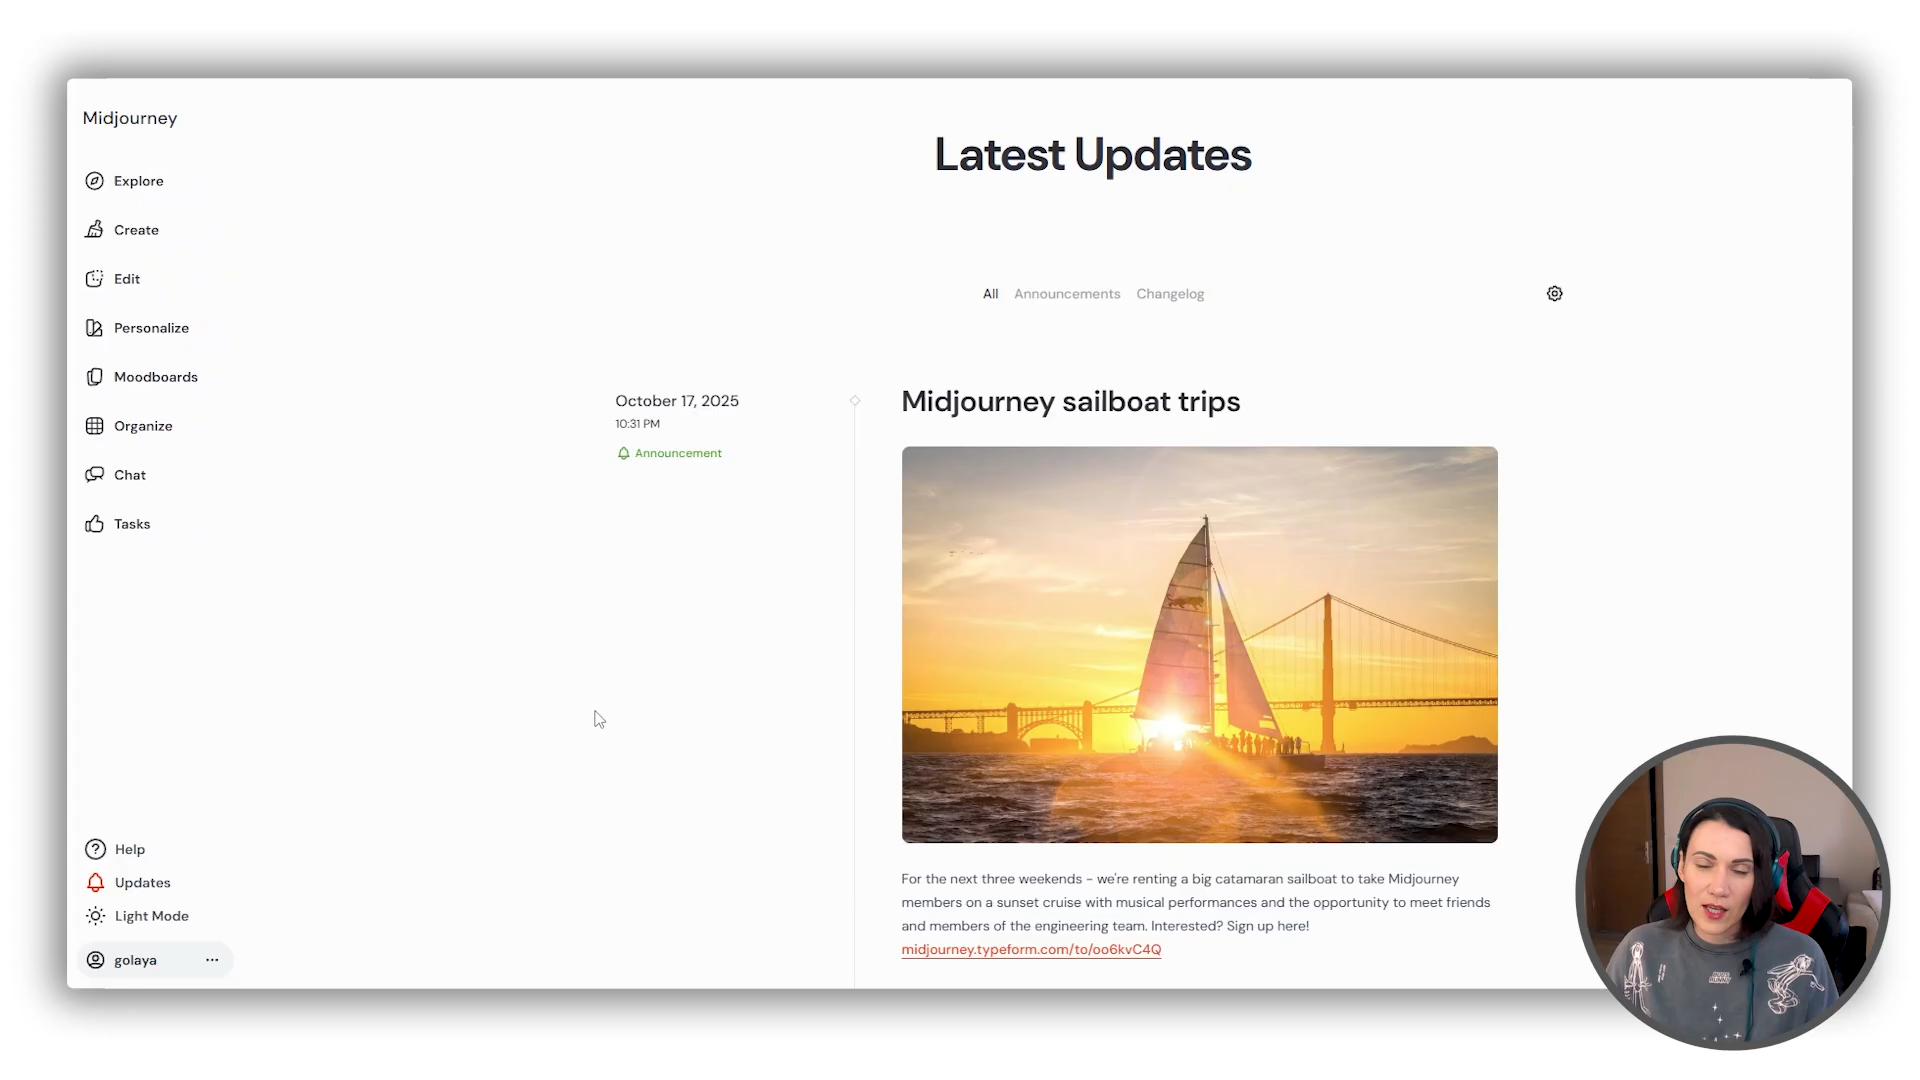 Midjourney
Explore
Create
Edit
Personalize
Moodboards
Organize
Chat
Tasks
Help
Updates
Light Mode
golaya
Latest Updates
All Announcements Changelog
October 17, 2025
10:31 PM
Announcement
Midjourney sailboat trips
For the next three weekends - we're renting a big catamaran sailboat to take Midjourney
members on a sunset cruise with musical performances and the opportunity to meet friends
and members of the engineering team. Interested? Sign up here!
midjourney.typeform.com/to/oo6kvC4Q